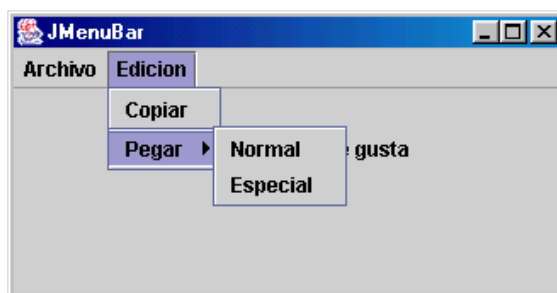 JMenuBar
Archivo Edicion
Copiar
Pegar Normal gusta
Especial